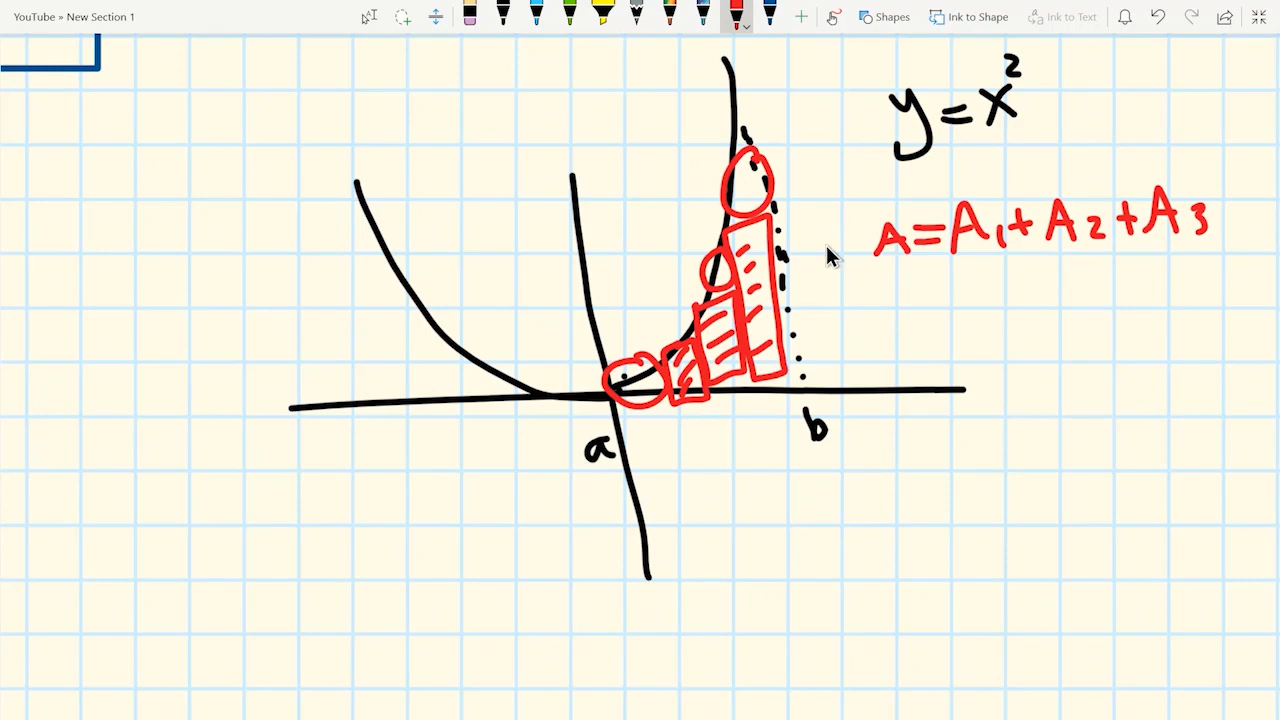 YouTube » New Section 1
Shapes
Ink to Shape
Ink to Text
y=x²
A=A₁+A₂+A₃
a
b